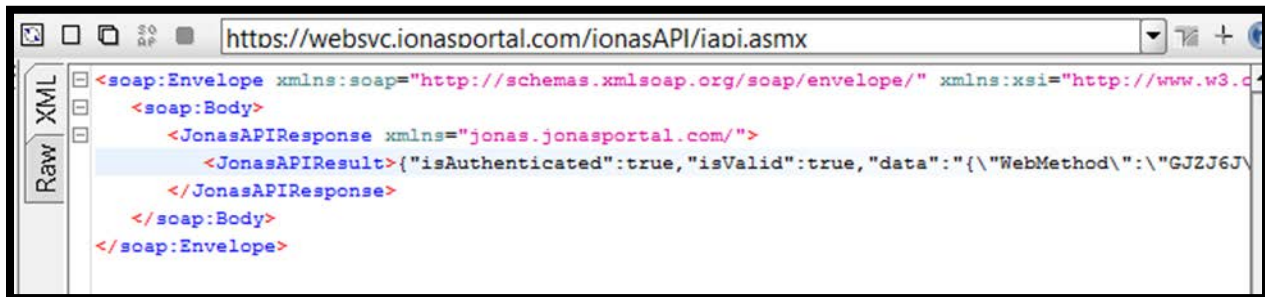 SO
AP
https://websvc.jonasportal.com/jonasAPI/japi.asmx
XML
Raw
<soap:Envelope xmlns:soap="http://schemas.xmlsoap.org/soap/envelope/" xmlns:xsi="http://www.w3.c
<soap:Body>
<JonasAPIResponse xmlns="jonas.jonasportal.com/">
<JonasAPIResult>{"isAuthenticated":true,"isValid":true,"data":"{\"WebMethod\":\"GJZJ6J\
</JonasAPIResponse>
</soap:Body>
</soap:Envelope>